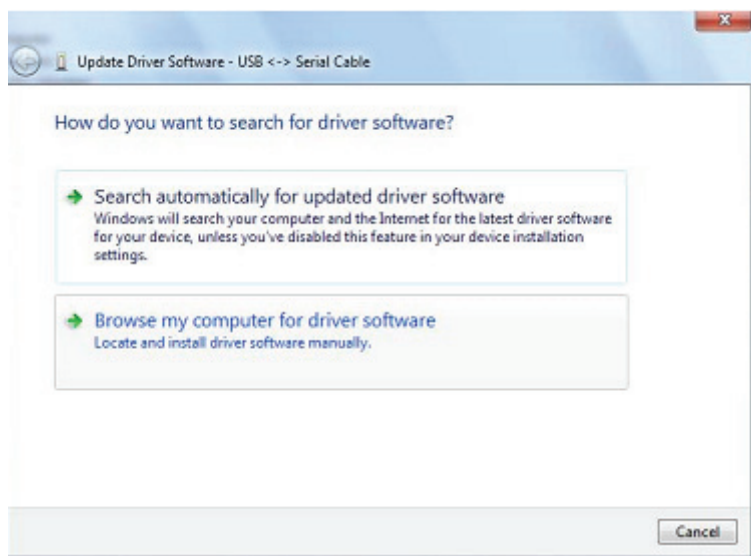 Update Driver Software - USB <-> Serial Cable
How do you want to search for driver software?
Search automatically for updated driver software
Windows will search your computer and the Internet for the latest driver software
for your device, unless you've disabled this feature in your device installation
settings.
Browse my computer for driver software
Locate and install driver software manually.
Cancel